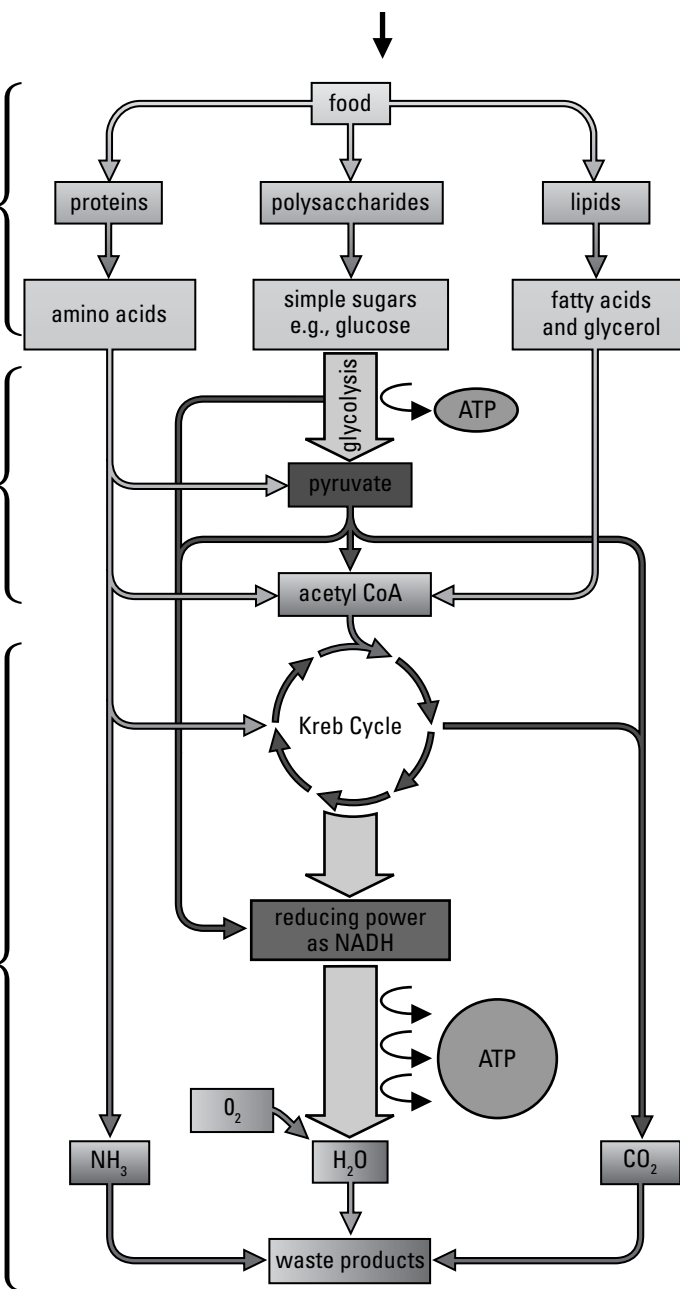 food
proteins
polysaccharides
lipids
amino acids
simple sugars
e.g., glucose
fatty acids
and glycerol
glycolysis
ATP
pyruvate
acetyl CoA
Kreb Cycle
reducing power
as NADH
ATP
O₂
NH₃
H₂O
CO₂
waste products